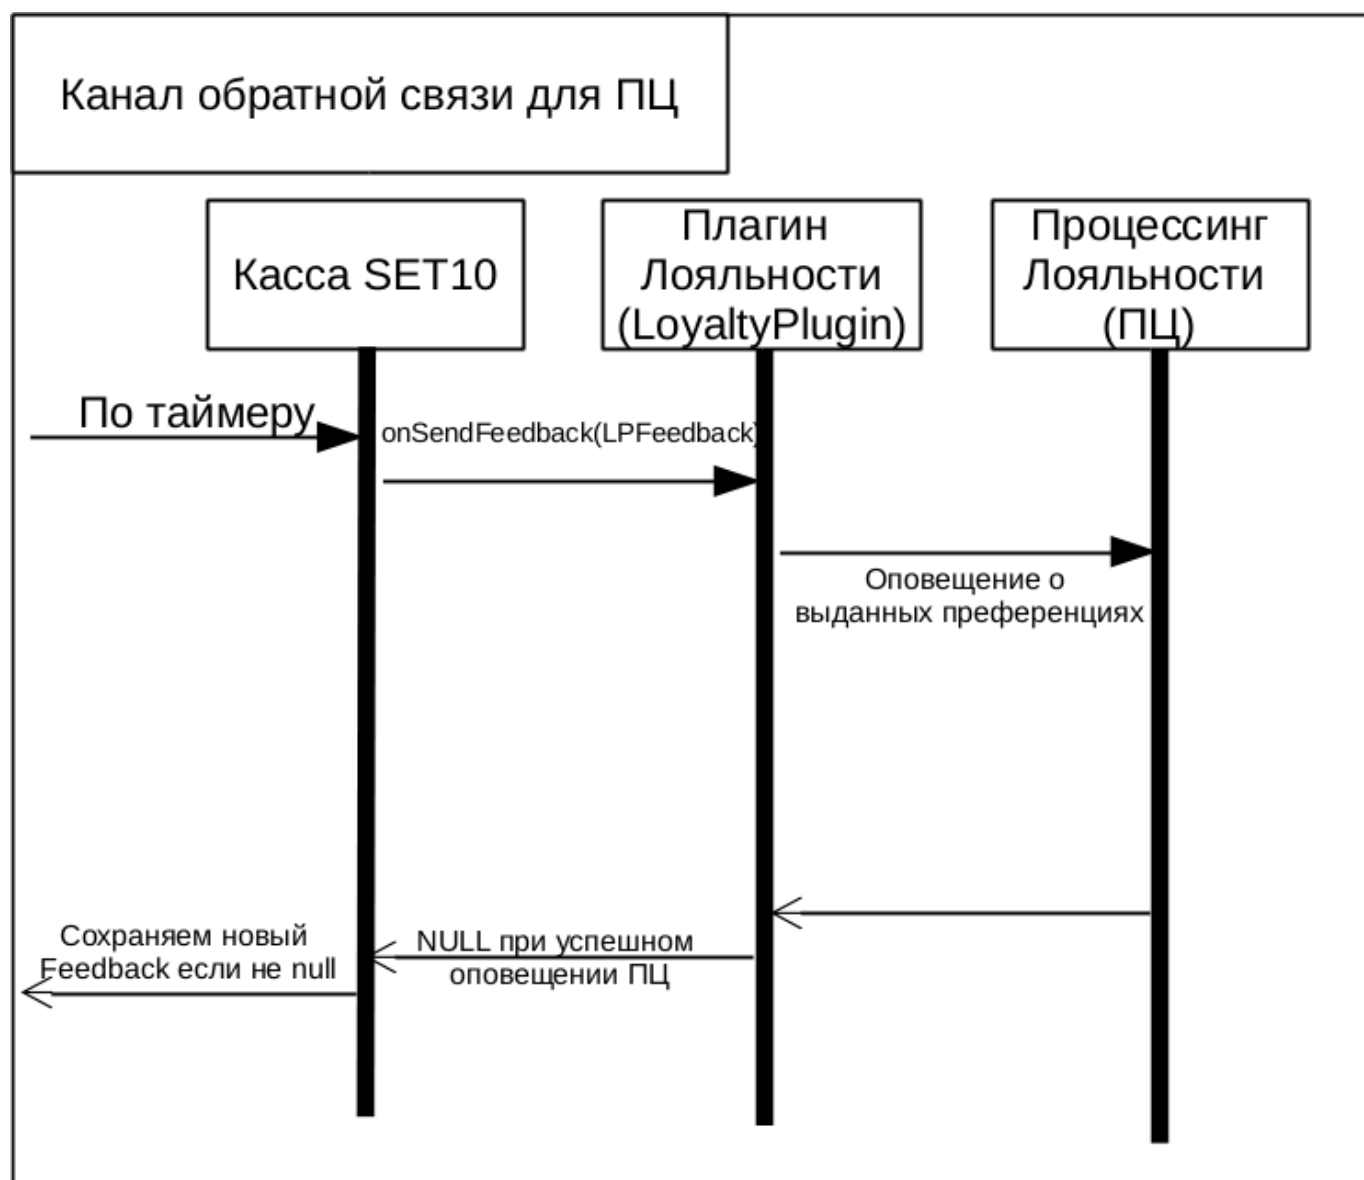 Канал обратной связи для ПЦ
Касса SET10
Плагин
Лояльности
(LoyaltyPlugin)
Процессинг
Лояльности
(ПЦ)
По таймеру
onSendFeedback(LPFeedback)
Оповещение о
выданных преференциях
NULL при успешном
оповещении ПЦ
Сохраняем новый
Feedback если не null